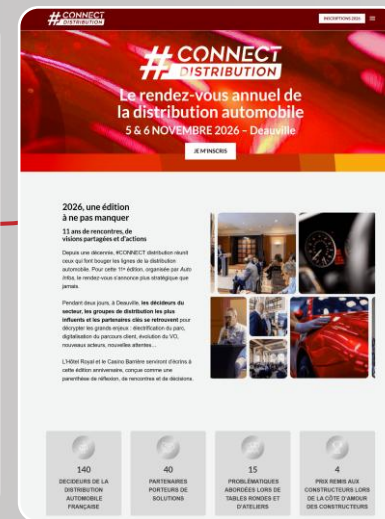 #CONNECT
DISTRIBUTION
INSCRIPTIONS 2026
#CONNECT
DISTRIBUTION
Le rendez-vous annuel de
la distribution automobile
5 & 6 NOVEMBRE 2026 – Deauville
JE M'INSCRIS
2026, une édition
à ne pas manquer
11 ans de rencontres, de
visions partagées et d'actions
Depuis une décennie, #CONNECT distribution réunit
ceux qui font bouger les lignes de la distribution
automobile. Pour cette 11e édition, organisée par Auto
Infos, le rendez-vous s'annonce plus stratégique que
jamais.
Pendant deux jours, à Deauville, les décideurs du
secteur, les groupes de distribution les plus
influents et les partenaires clés se retrouvent pour
décrypter les grands enjeux : électrification du parc,
digitalisation du parcours client, évolution du VO,
nouveaux acteurs, nouvelles attentes…
L'Hôtel Royal et le Casino Barrière serviront d'écrins à
cette édition anniversaire, conçue comme une
parenthèse de réflexion, de rencontres et de décisions.
140
DECIDEURS DE LA
DISTRIBUTION
AUTOMOBILE
FRANÇAISE
40
PARTENAIRES
PORTEURS DE
SOLUTIONS
15
PROBLÉMATIQUES
ABORDÉES LORS DE
TABLES RONDES ET
D'ATELIERS
4
PRIX REMIS AUX
CONSTRUCTEURS LORS
DE LA CÔTE D'AMOUR
DES CONSTRUCTEURS